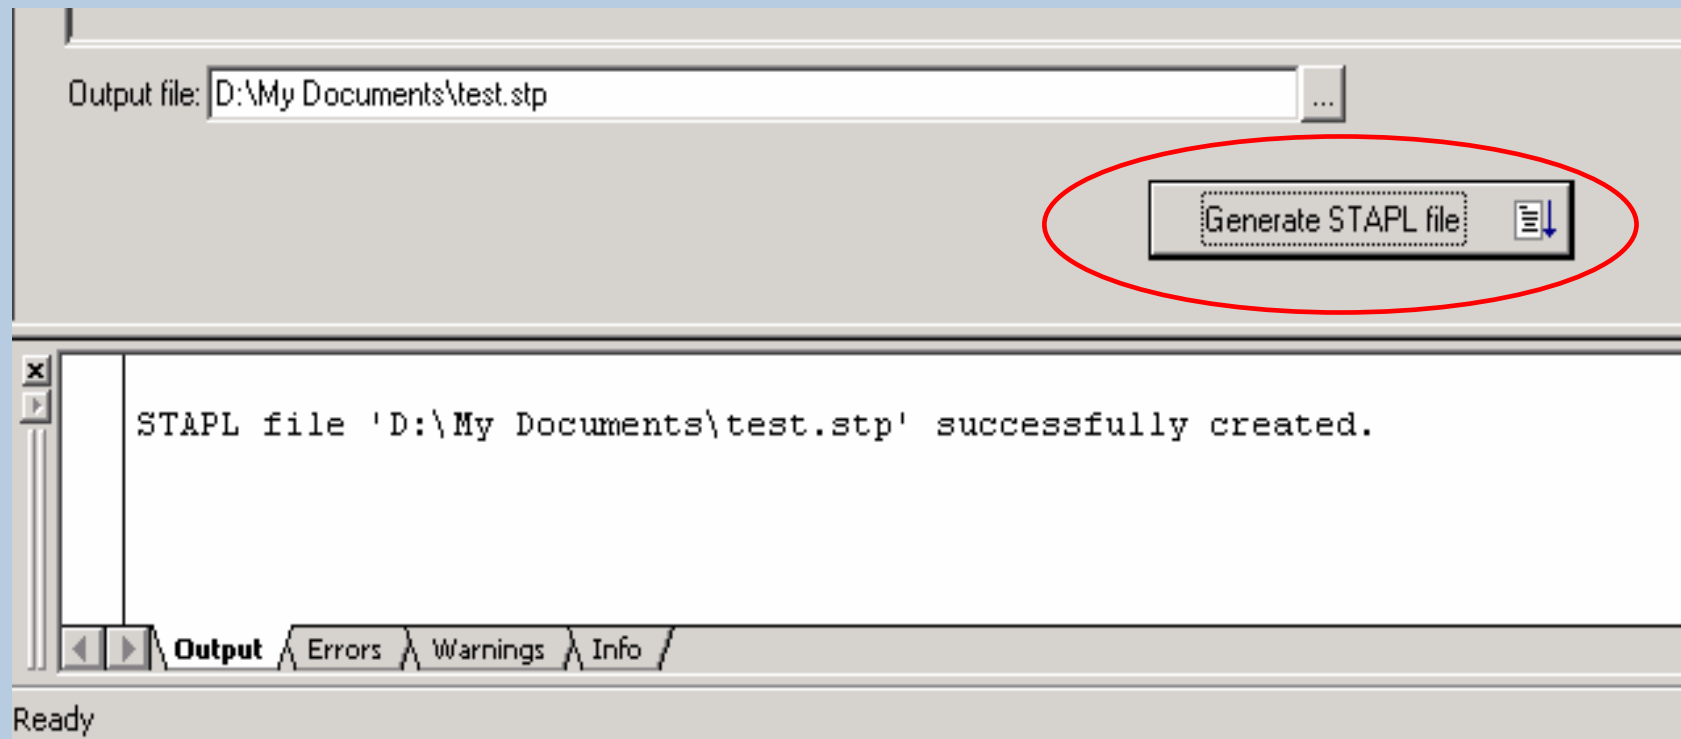 Output file: D:\My Documents\test.stp ...
Generate STAPL file
STAPL file 'D:\My Documents\test.stp' successfully created.
Output Errors Warnings Info
Ready